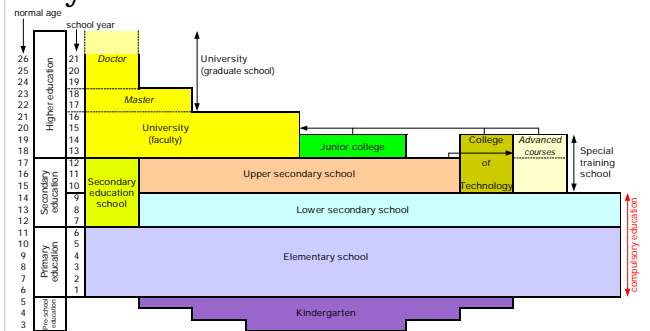 y
normal age
school year
26
25
24
23
22
21
20
19
18
17
16
15
14
13
12
11
10
9
8
7
6
5
4
3
Higher education
Secondary
education
Primary
education
Pre-school
education
21
20
19
18
17
16
15
14
13
12
11
10
9
8
7
6
5
4
3
2
1
Doctor
Master
University
(graduate school)
University
(faculty)
Junior college
College
of
Technology
Advanced
courses
Special
training
school
Secondary
education
school
Upper secondary school
Lower secondary school
Elementary school
Kindergarten
compulsory education